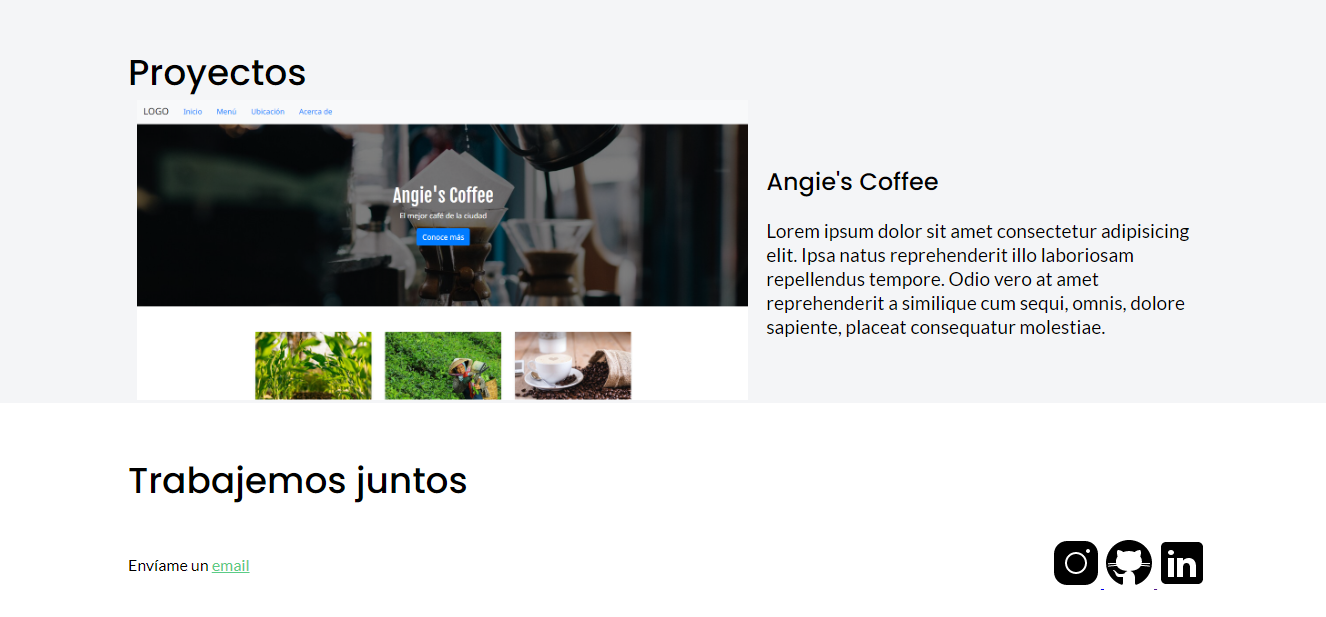 Proyectos
LOGO Inicio Menú Ubicación Acerca de
Angie's Coffee
El mejor café de la ciudad
Conoce más
Angie's Coffee
Lorem ipsum dolor sit amet consectetur adipisicing
elit. Ipsa natus reprehenderit illo laboriosam
repellendus tempore. Odio vero at amet
reprehenderit a similique cum sequi, omnis, dolore
sapiente, placeat consequatur molestiae.
Trabajemos juntos
Envíame un email
in